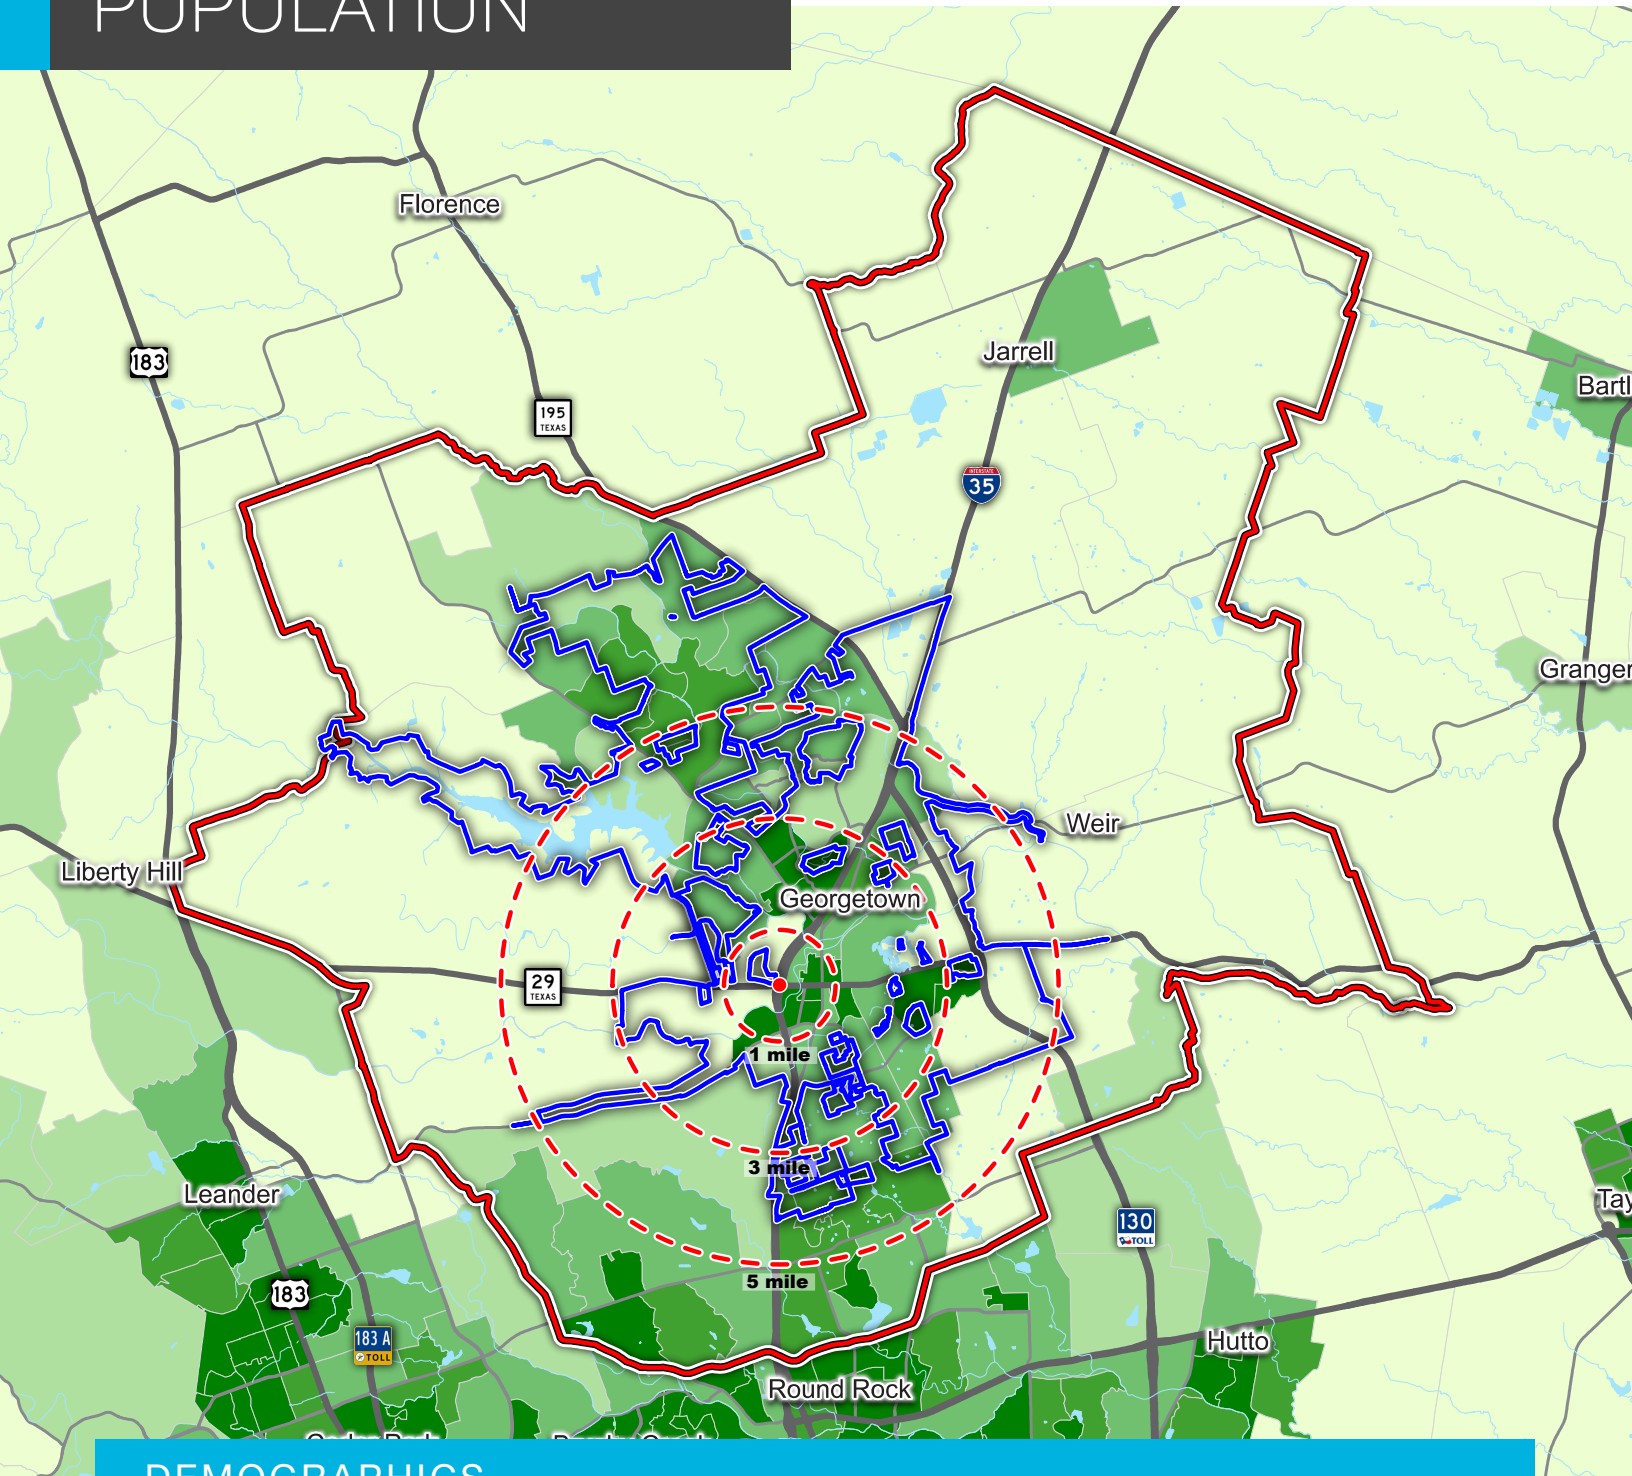 POPULATION
Florence
183
195
TEXAS
Jarrell
Bartl
INTERSTATE
35
Granger
Weir
Liberty Hill
Georgetown
29
TEXAS
1 mile
3 mile
Leander
Tay
130
TOLL
5 mile
183
183 A
TOLL
Hutto
Round Rock
DEMOGRAPHICS